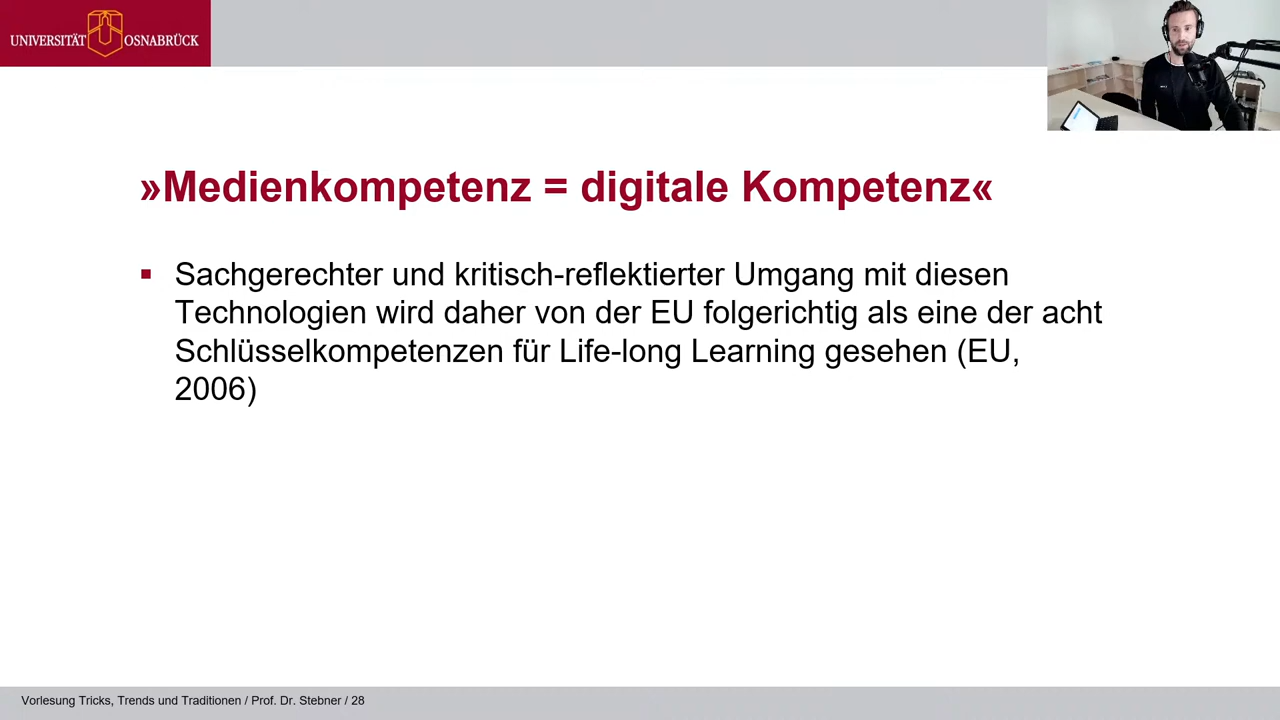 UNIVERSITÄT OSNABRÜCK
»Medienkompetenz = digitale Kompetenz«
Sachgerechter und kritisch-reflektierter Umgang mit diesen
Technologien wird daher von der EU folgerichtig als eine der acht
Schlüsselkompetenzen für Life-long Learning gesehen (EU,
2006)
Vorlesung Tricks, Trends und Traditionen / Prof. Dr. Stebner / 28